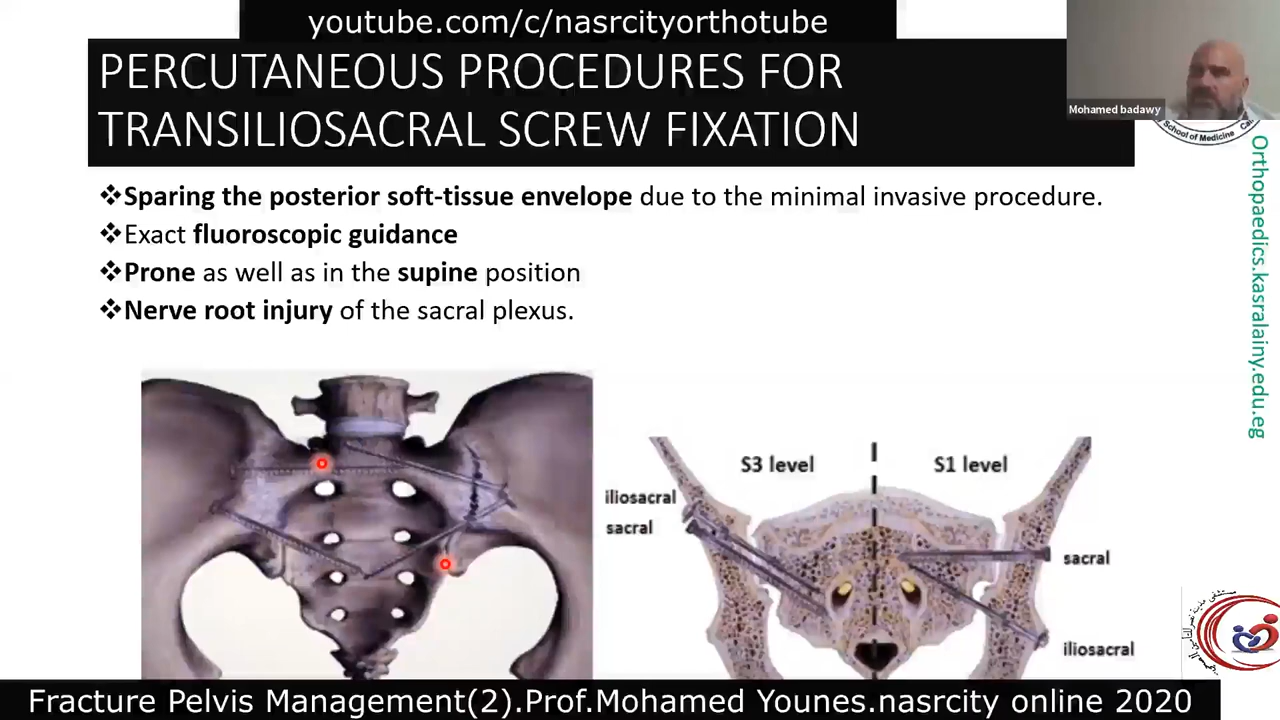 youtube.com/c/nasrcityorthotube
PERCUTANEOUS PROCEDURES FOR
TRANSILIOSACRAL SCREW FIXATION
Mohamed badawy
School of Medicine
❖Sparing the posterior soft-tissue envelope due to the minimal invasive procedure.
❖Exact fluoroscopic guidance
❖Prone as well as in the supine position
❖Nerve root injury of the sacral plexus.
Orthopaedics.kasralainy.edu.eg
S3 level
S1 level
iliosacral
sacral
sacral
iliosacral
Fracture Pelvis Management(2).Prof.Mohamed Younes.nasrcity online 2020